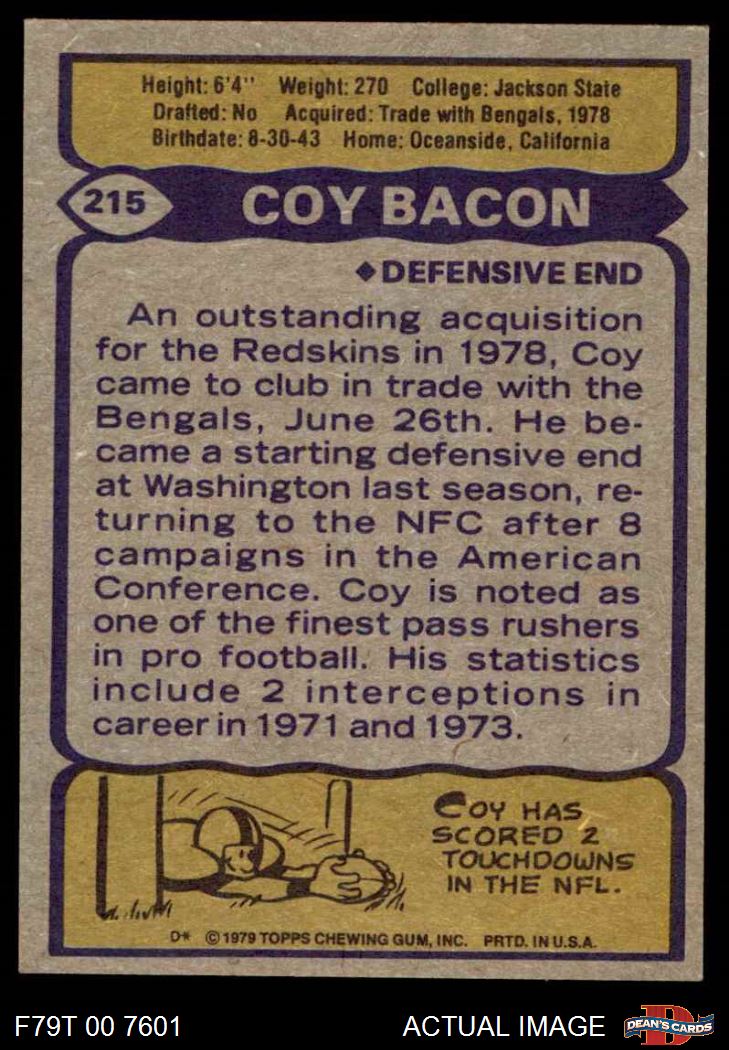 Height: 6'4" Weight: 270 College: Jackson State
Drafted: No Acquired: Trade with Bengals, 1978
Birthdate: 8-30-43 Home: Oceanside, California
215 COY BACON
◆DEFENSIVE END
An outstanding acquisition
for the Redskins in 1978, Coy
came to club in trade with the
Bengals, June 26th. He be-
came a starting defensive end
at Washington last season, re-
turning to the NFC after 8
campaigns in the American
Conference. Coy is noted as
one of the finest pass rushers
in pro football. His statistics
include 2 interceptions in
career in 1971 and 1973.
COY HAS
SCORED 2
TOUCHDOWNS
IN THE NFL.
D* © 1979 TOPPS CHEWING GUM, INC. PRTD. IN U.S.A.
F79T 00 7601 ACTUAL IMAGE D DEAN'S CARDS